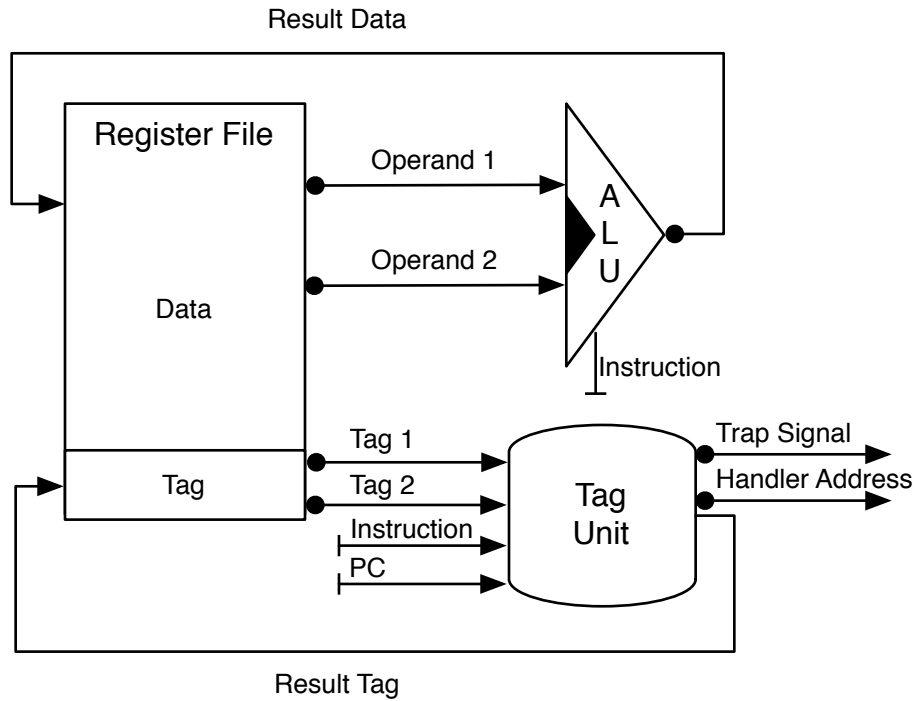 Result Data
Register File
Operand 1
Operand 2
A
L
U
Data
Instruction
Tag 1
Tag 2
Instruction
PC
Tag
Tag
Unit
Trap Signal
Handler Address
Result Tag